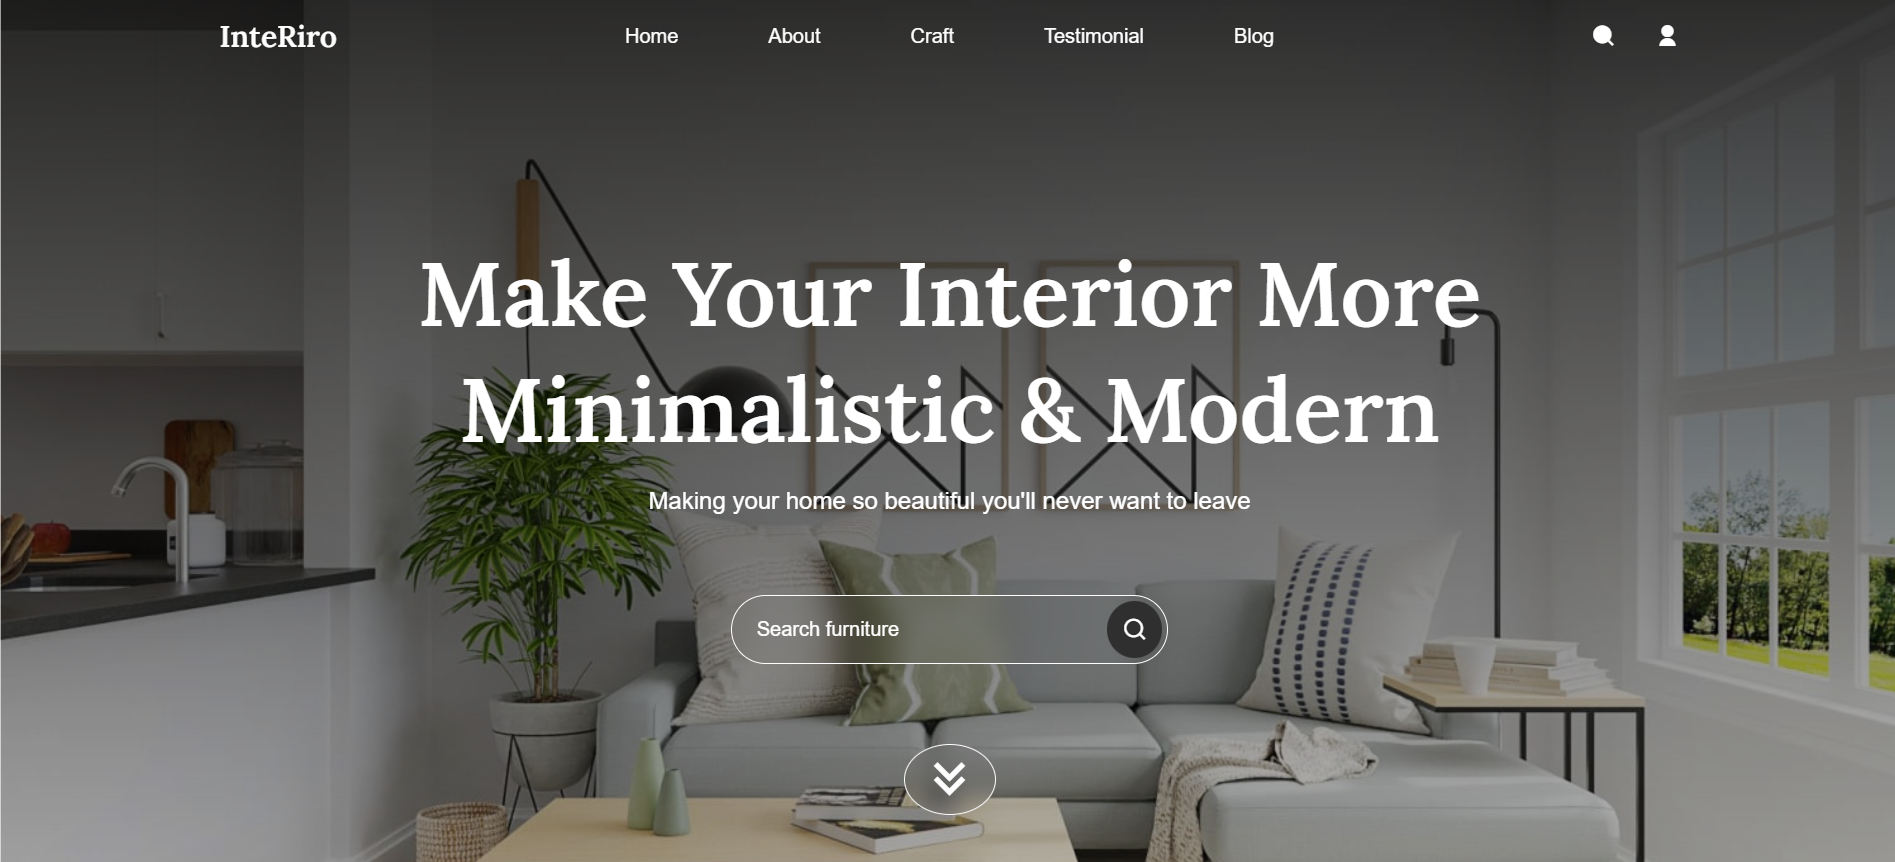 InteRiro
Home
About
Craft
Testimonial
Blog
Make Your Interior More
Minimalistic & Modern
Making your home so beautiful you'll never want to leave
Search furniture